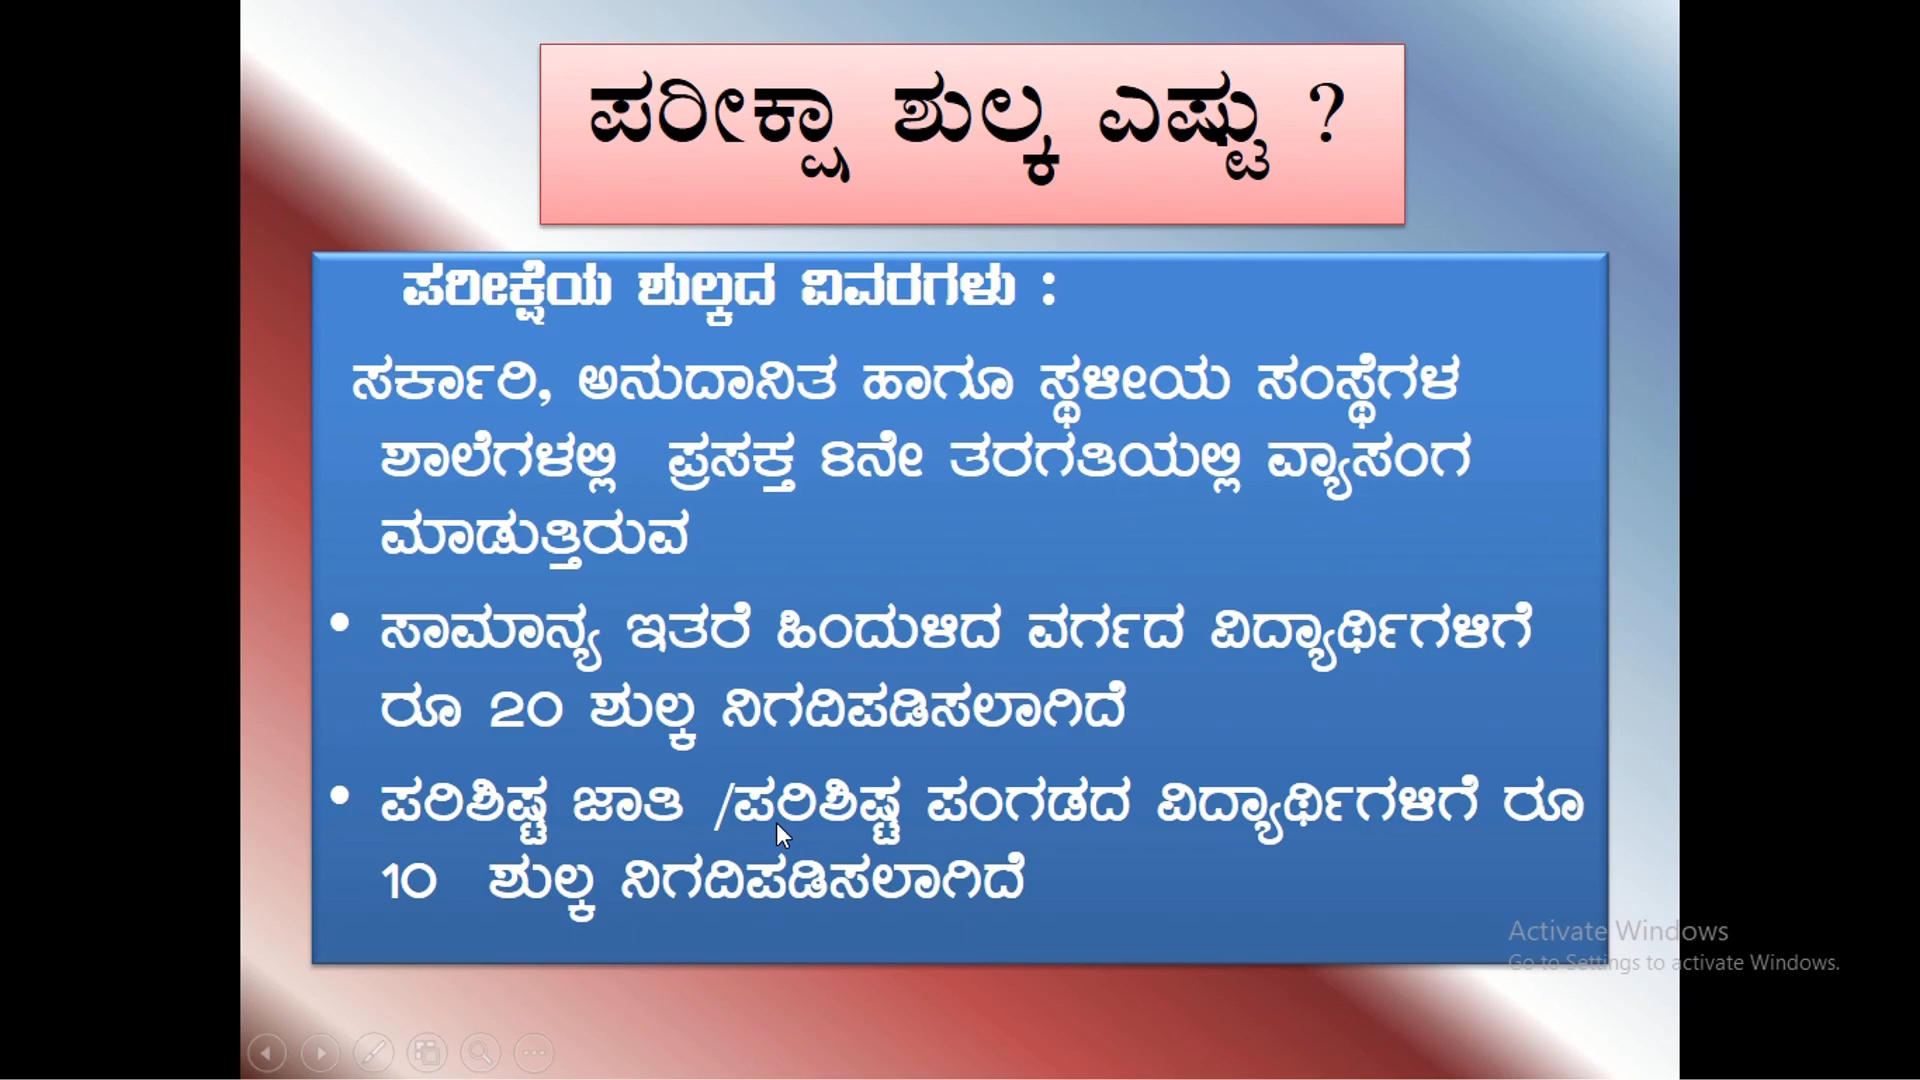 ಪರೀಕ್ಷಾ ಶುಲ್ಕ ಎಷ್ಟು ?
ಪರೀಕ್ಷೆಯ ಶುಲ್ಕದ ವಿವರಗಳು :
ಸರ್ಕಾರಿ, ಅನುದಾನಿತ ಹಾಗೂ ಸ್ಥಳೀಯ ಸಂಸ್ಥೆಗಳ
ಶಾಲೆಗಳಲ್ಲಿ ಪ್ರಸಕ್ತ 8ನೇ ತರಗತಿಯಲ್ಲಿ ವ್ಯಾಸಂಗ
ಮಾಡುತ್ತಿರುವ
• ಸಾಮಾನ್ಯ ಇತರೆ ಹಿಂದುಳಿದ ವರ್ಗದ ವಿದ್ಯಾರ್ಥಿಗಳಿಗೆ
ರೂ 20 ಶುಲ್ಕ ನಿಗದಿಪಡಿಸಲಾಗಿದೆ
• ಪರಿಶಿಷ್ಟ ಜಾತಿ /ಪರಿಶಿಷ್ಟ ಪಂಗಡದ ವಿದ್ಯಾರ್ಥಿಗಳಿಗೆ ರೂ
10 ಶುಲ್ಕ ನಿಗದಿಪಡಿಸಲಾಗಿದೆ
Activate Windows
Go to Settings to activate Windows.